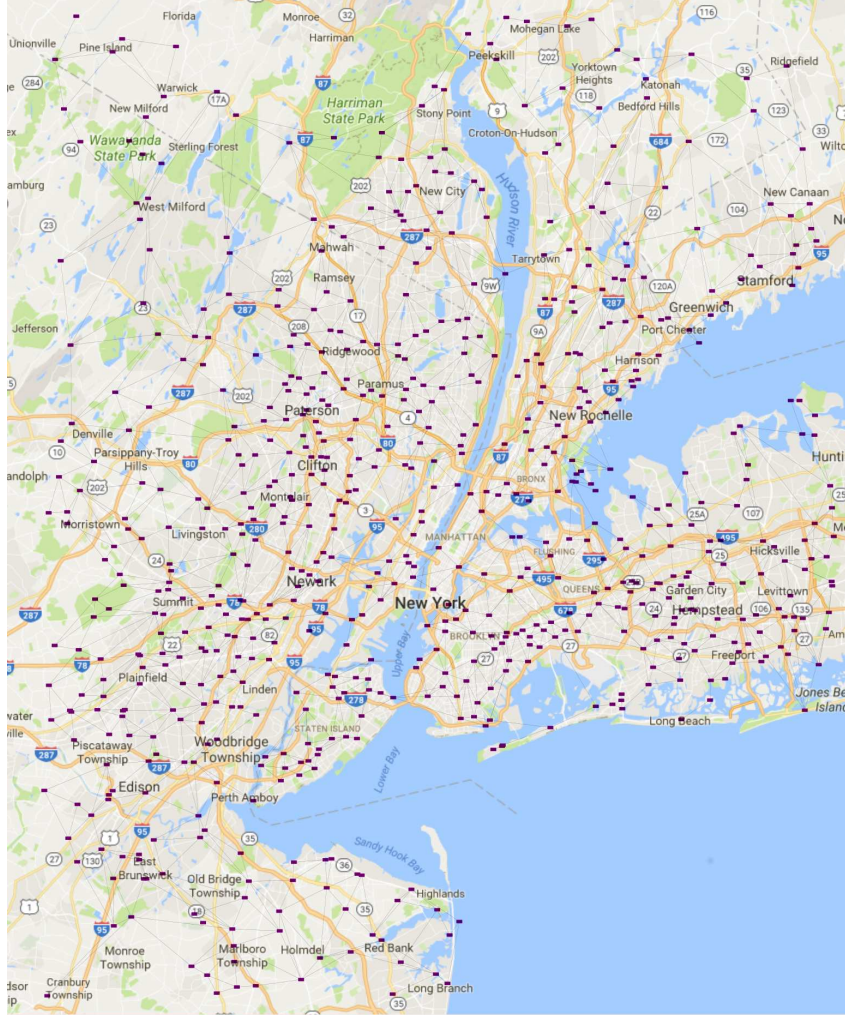 Florida
Monroe
32
Mohegan Lake
116
Unionville
Pine Island
Harriman
Peekskill
202
Ridgefield
284
87
Yorktown
Heights
35
Warwick
17A
Katonah
New Milford
Harriman
State Park
9
118
Bedford Hills
123
Stony Point
Wawayanda
State Park
94
Sterling Forest
87
Croton-On-Hudson
684
172
33
202
New City
Hudson River
New Canaan
West Milford
104
23
22
287
Mahwah
Tarrytown
95
202
Ramsey
9W
120A
Stamford
287
23
287
17
87
Greenwich
Jefferson
208
9A
Port Chester
Ridgewood
Harrison
287
202
Paramus
95
Paterson
4
New Rochelle
Denville
10
Parsippany-Troy
Hills
80
80
87
Clifton
BRONX
202
Montclair
25A
107
Morristown
3
95
280
Livingston
MANHATTAN
495
Hicksville
24
FLUSHING
295
25
Newark
495
QUEENS
Garden City
Levittown
Summit
78
78
New York
678
24
Hempstead
106
135
287
95
82
BROOKLYN
22
27
27
27
27
Freeport
78
Upper Bay
95
Plainfield
Linden
278
Jones Be
Island
Long Beach
STATEN ISLAND
Woodbridge
Township
Piscataway
Township
287
287
Lower Bay
Edison
Perth Amboy
95
1
35
Sandy Hook Bay
27
130
East
Brunswick
36
Old Bridge
Township
Highlands
1
18
35
95
Monroe
Township
Marlboro
Township
Holmdel
Red Bank
Cranbury
Township
Long Branch
35